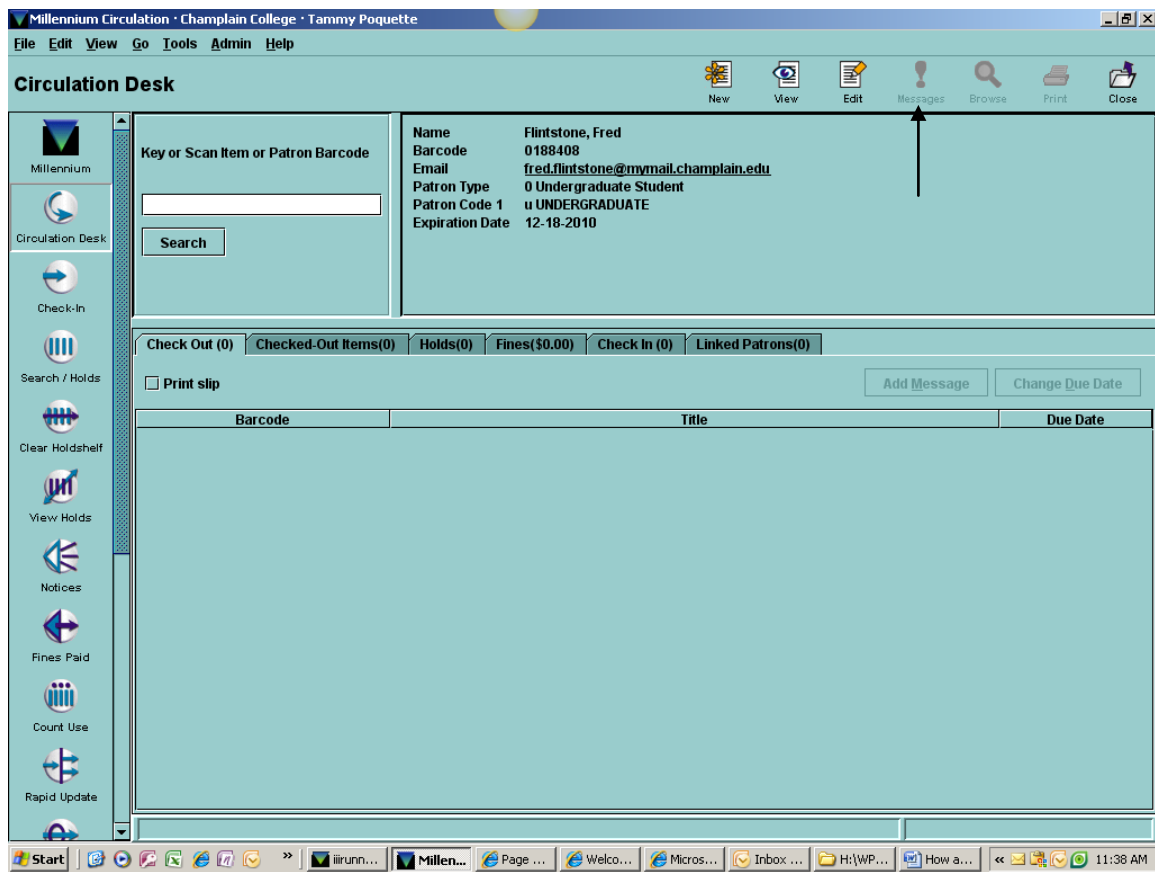 Millennium Circulation · Champlain College · Tammy Poquette
File Edit View Go Tools Admin Help
Circulation Desk
New View Edit Messages Browse Print Close
Millennium
Circulation Desk
Check-In
Search / Holds
Clear Holdshelf
View Holds
Notices
Fines Paid
Count Use
Rapid Update
Key or Scan Item or Patron Barcode
Search
Name Flintstone, Fred
Barcode 0188408
Email fred.flintstone@mymail.champlain.edu
Patron Type 0 Undergraduate Student
Patron Code 1 u UNDERGRADUATE
Expiration Date 12-18-2010
Check Out (0) Checked-Out Items(0) Holds(0) Fines($0.00) Check In (0) Linked Patrons(0)
Print slip Add Message Change Due Date
Barcode Title Due Date
Start » iiirunn... Millen... Page ... Welco... Micros... Inbox ... H:\WP... How a... « 11:38 AM